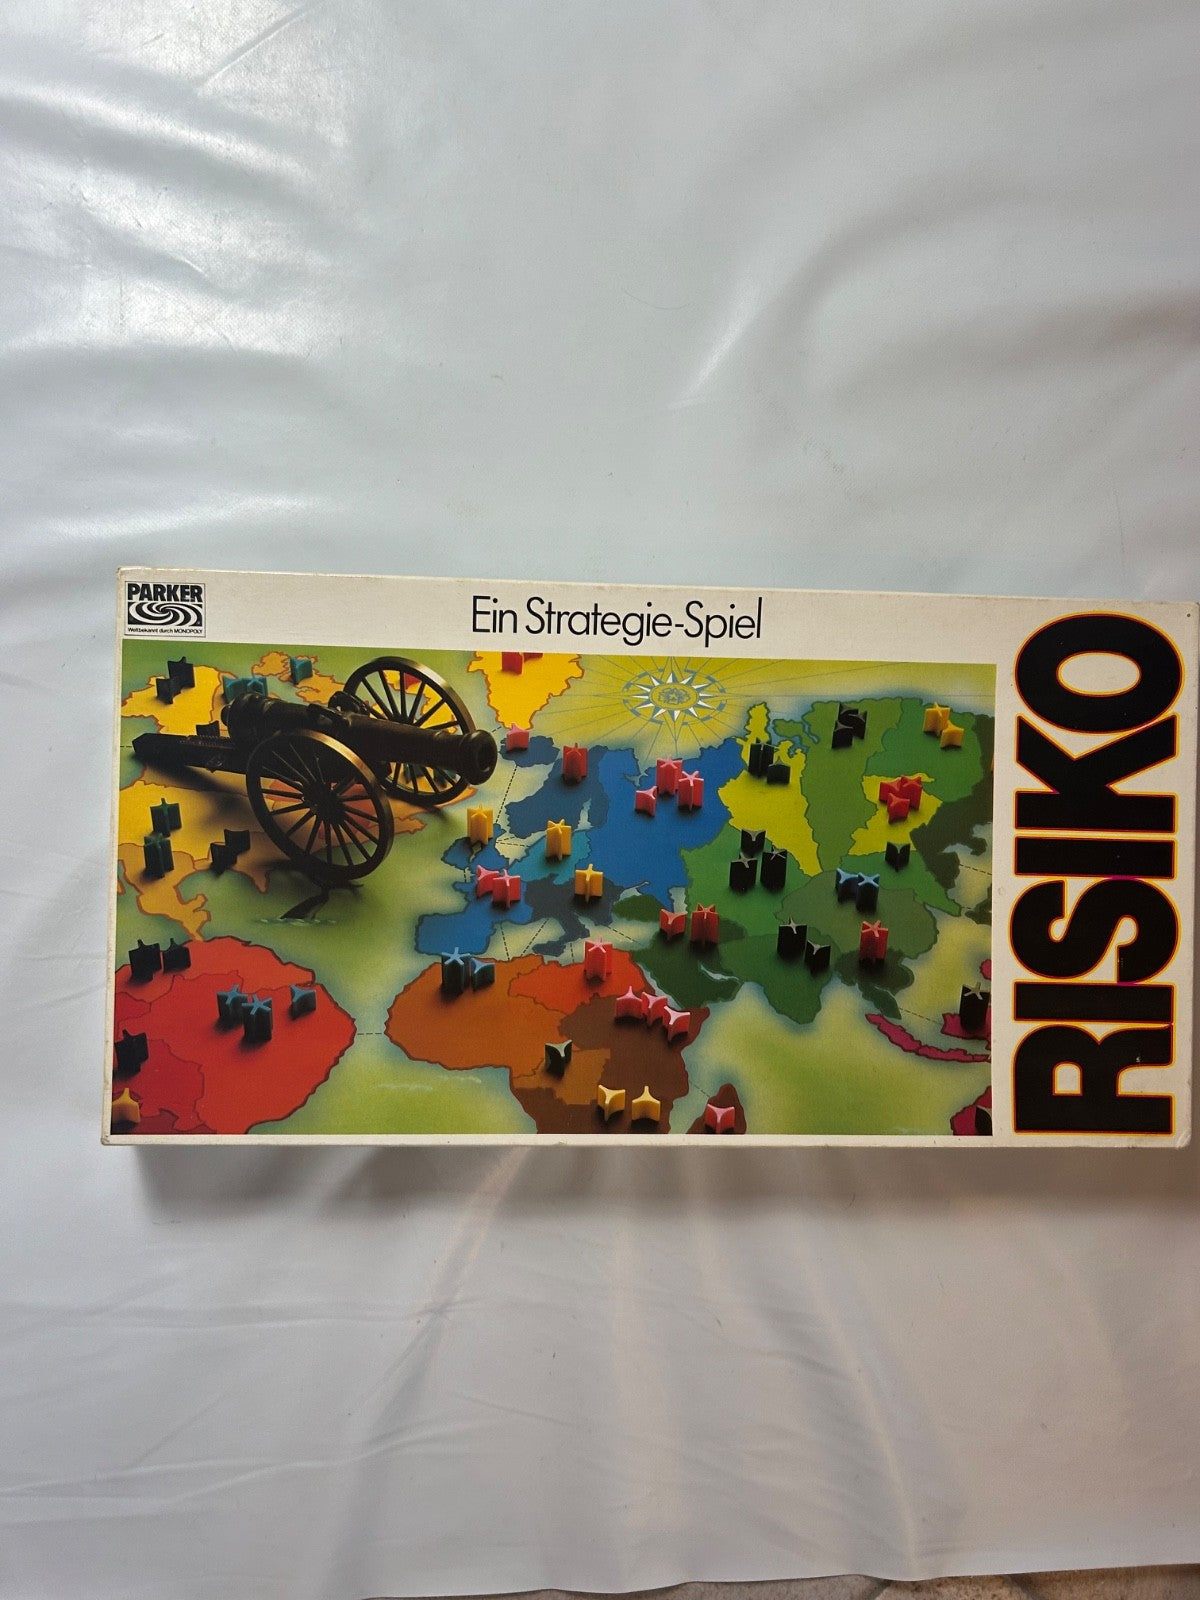 PARKER
Weltbekannt durch MONOPOLY
Ein Strategie-Spiel
RISIKO